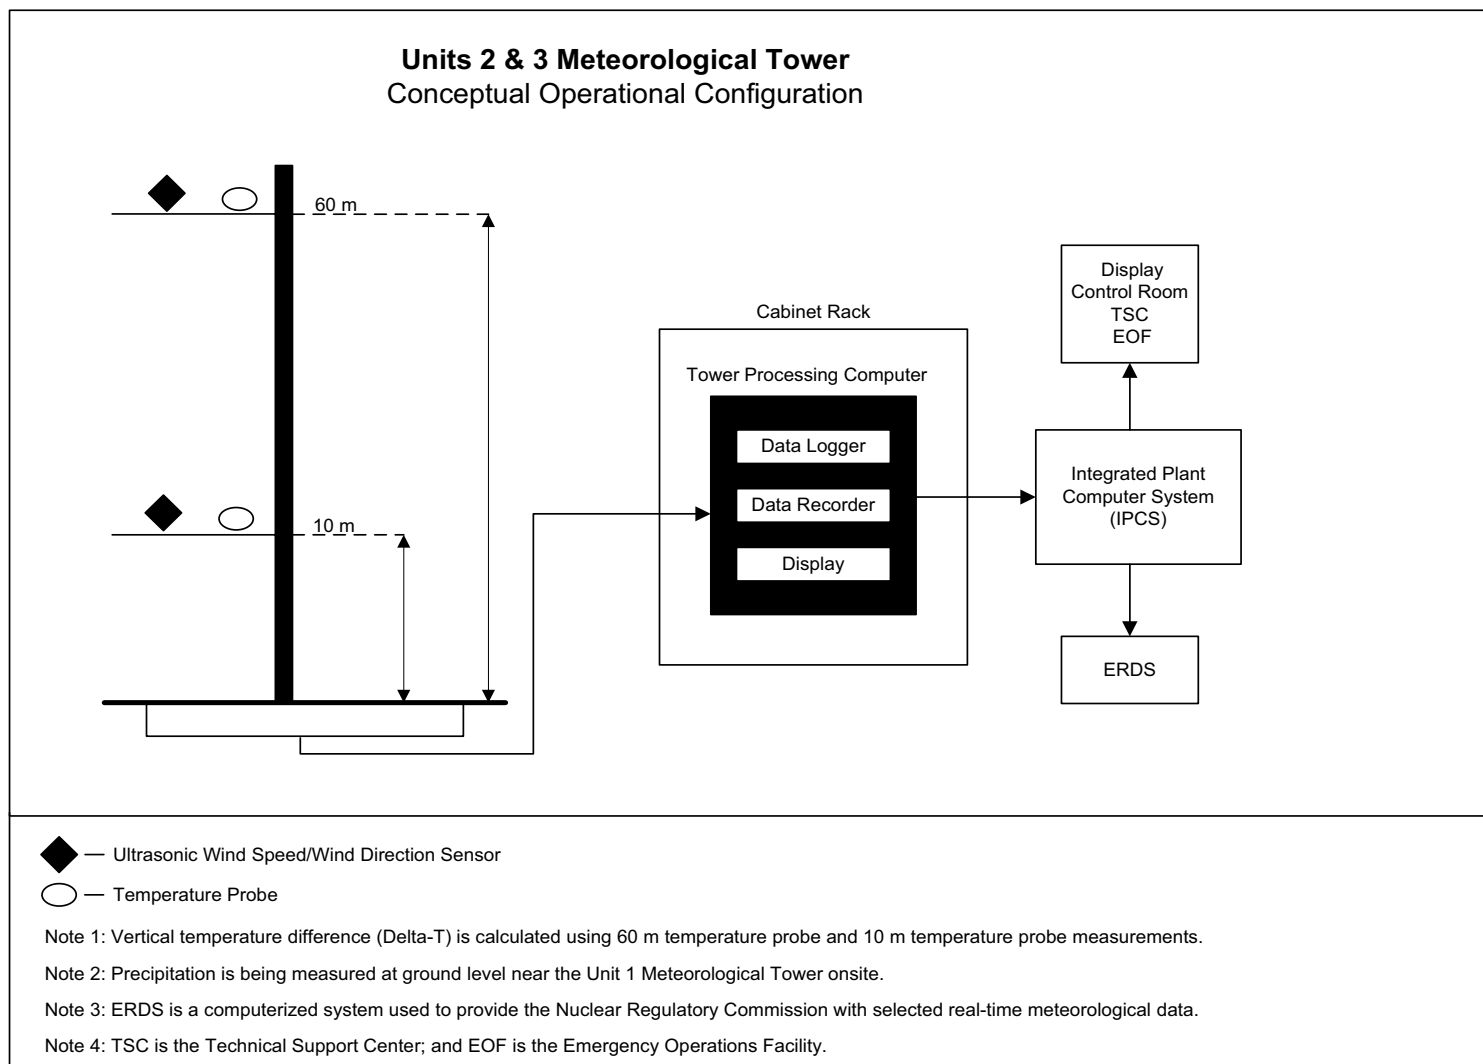 Units 2 & 3 Meteorological Tower
Conceptual Operational Configuration
60 m
10 m
Cabinet Rack
Tower Processing Computer
Data Logger
Data Recorder
Display
Display
Control Room
TSC
EOF
Integrated Plant
Computer System
(IPCS)
ERDS
— Ultrasonic Wind Speed/Wind Direction Sensor
— Temperature Probe
Note 1: Vertical temperature difference (Delta-T) is calculated using 60 m temperature probe and 10 m temperature probe measurements.
Note 2: Precipitation is being measured at ground level near the Unit 1 Meteorological Tower onsite.
Note 3: ERDS is a computerized system used to provide the Nuclear Regulatory Commission with selected real-time meteorological data.
Note 4: TSC is the Technical Support Center; and EOF is the Emergency Operations Facility.